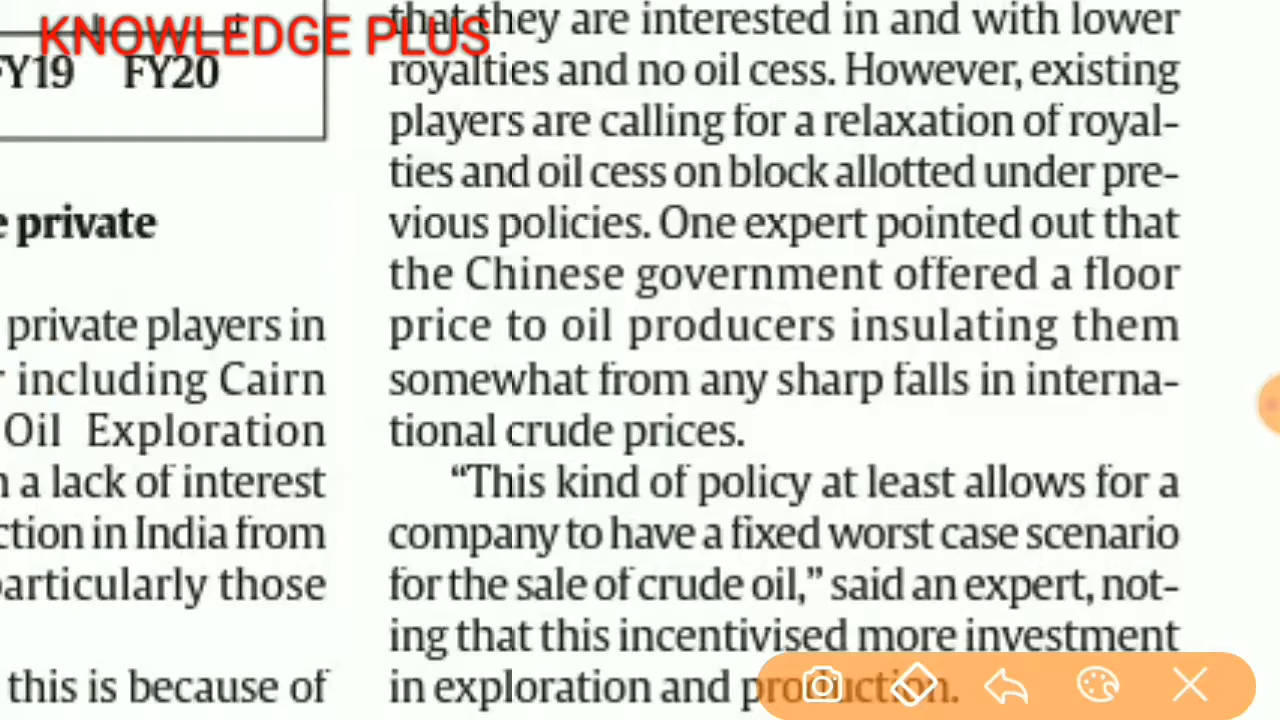 KNOWLEDGE PLUS
FY19 FY20
private
private players in
including Cairn
Oil Exploration
a lack of interest
in India from
particularly those
this is because of
that they are interested in and with lower
royalties and no oil cess. However, existing
players are calling for a relaxation of royal-
ties and oil cess on block allotted under pre-
vious policies. One expert pointed out that
the Chinese government offered a floor
price to oil producers insulating them
somewhat from any sharp falls in interna-
tional crude prices.
“This kind of policy at least allows for a
company to have a fixed worst case scenario
for the sale of crude oil,” said an expert, not-
ing that this incentivised more investment
in exploration and production.